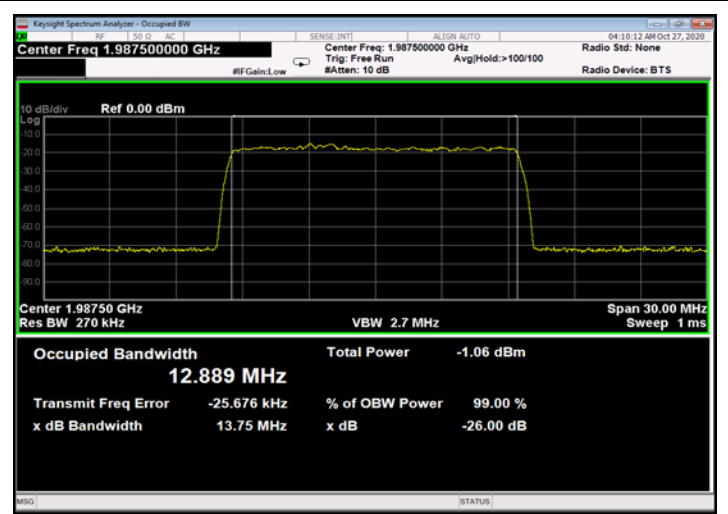 Keysight Spectrum Analyzer - Occupied BW
RF 50 Ω AC SENSE:INT ALIGN AUTO 04:10:12 AM Oct 27, 2020
Center Freq 1.987500000 GHz Center Freq: 1.987500000 GHz Radio Std: None
Trig: Free Run Avg|Hold:>100/100
#IFGain:Low #Atten: 10 dB Radio Device: BTS
10 dB/div Ref 0.00 dBm
Log
-10.0
-20.0
-30.0
-40.0
-50.0
-60.0
-70.0
-80.0
-90.0
Center 1.98750 GHz Span 30.00 MHz
Res BW 270 kHz VBW 2.7 MHz Sweep 1 ms
Occupied Bandwidth Total Power -1.06 dBm
12.889 MHz
Transmit Freq Error -25.676 kHz % of OBW Power 99.00 %
x dB Bandwidth 13.75 MHz x dB -26.00 dB
MSG STATUS